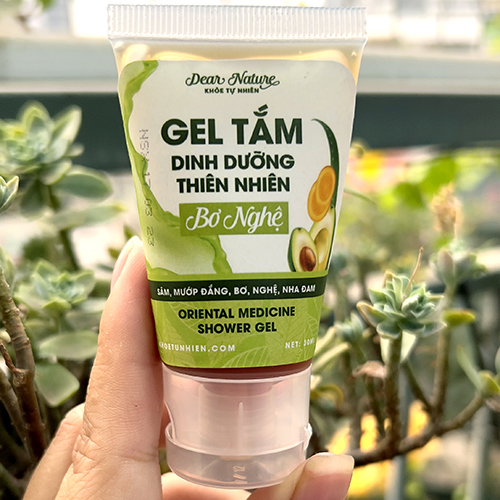 Dear Nature
KHỎE TỰ NHIÊN
GEL TẮM
DINH DƯỠNG
THIÊN NHIÊN
Bơ Nghệ
SÂM, MƯỚP ĐẮNG, BƠ, NGHỆ, NHA ĐAM
ORIENTAL MEDICINE
SHOWER GEL